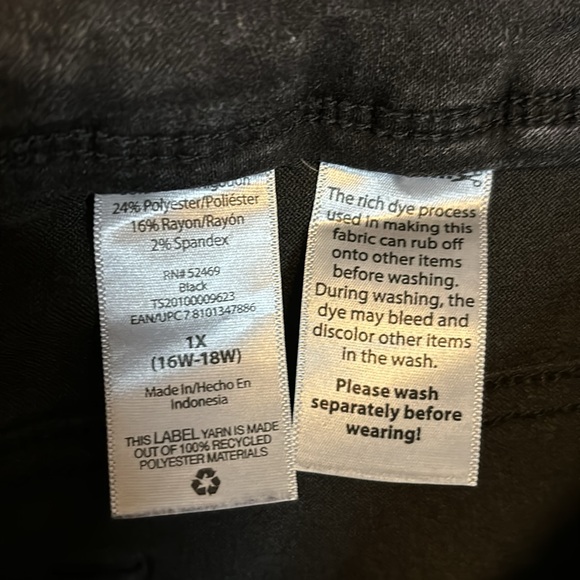 24% Polyester/Poliéster
16% Rayon/Rayón
2% Spandex
RN# 52469
Black
TS20100009623
EAN/UPC 7 8101347886
1X
(16W-18W)
Made In/Hecho En
Indonesia
THIS LABEL YARN IS MADE
OUT OF 100% RECYCLED
POLYESTER MATERIALS
The rich dye process
used in making this
fabric can rub off
onto other items
before washing.
During washing, the
dye may bleed and
discolor other items
in the wash.
Please wash
separately before
wearing!